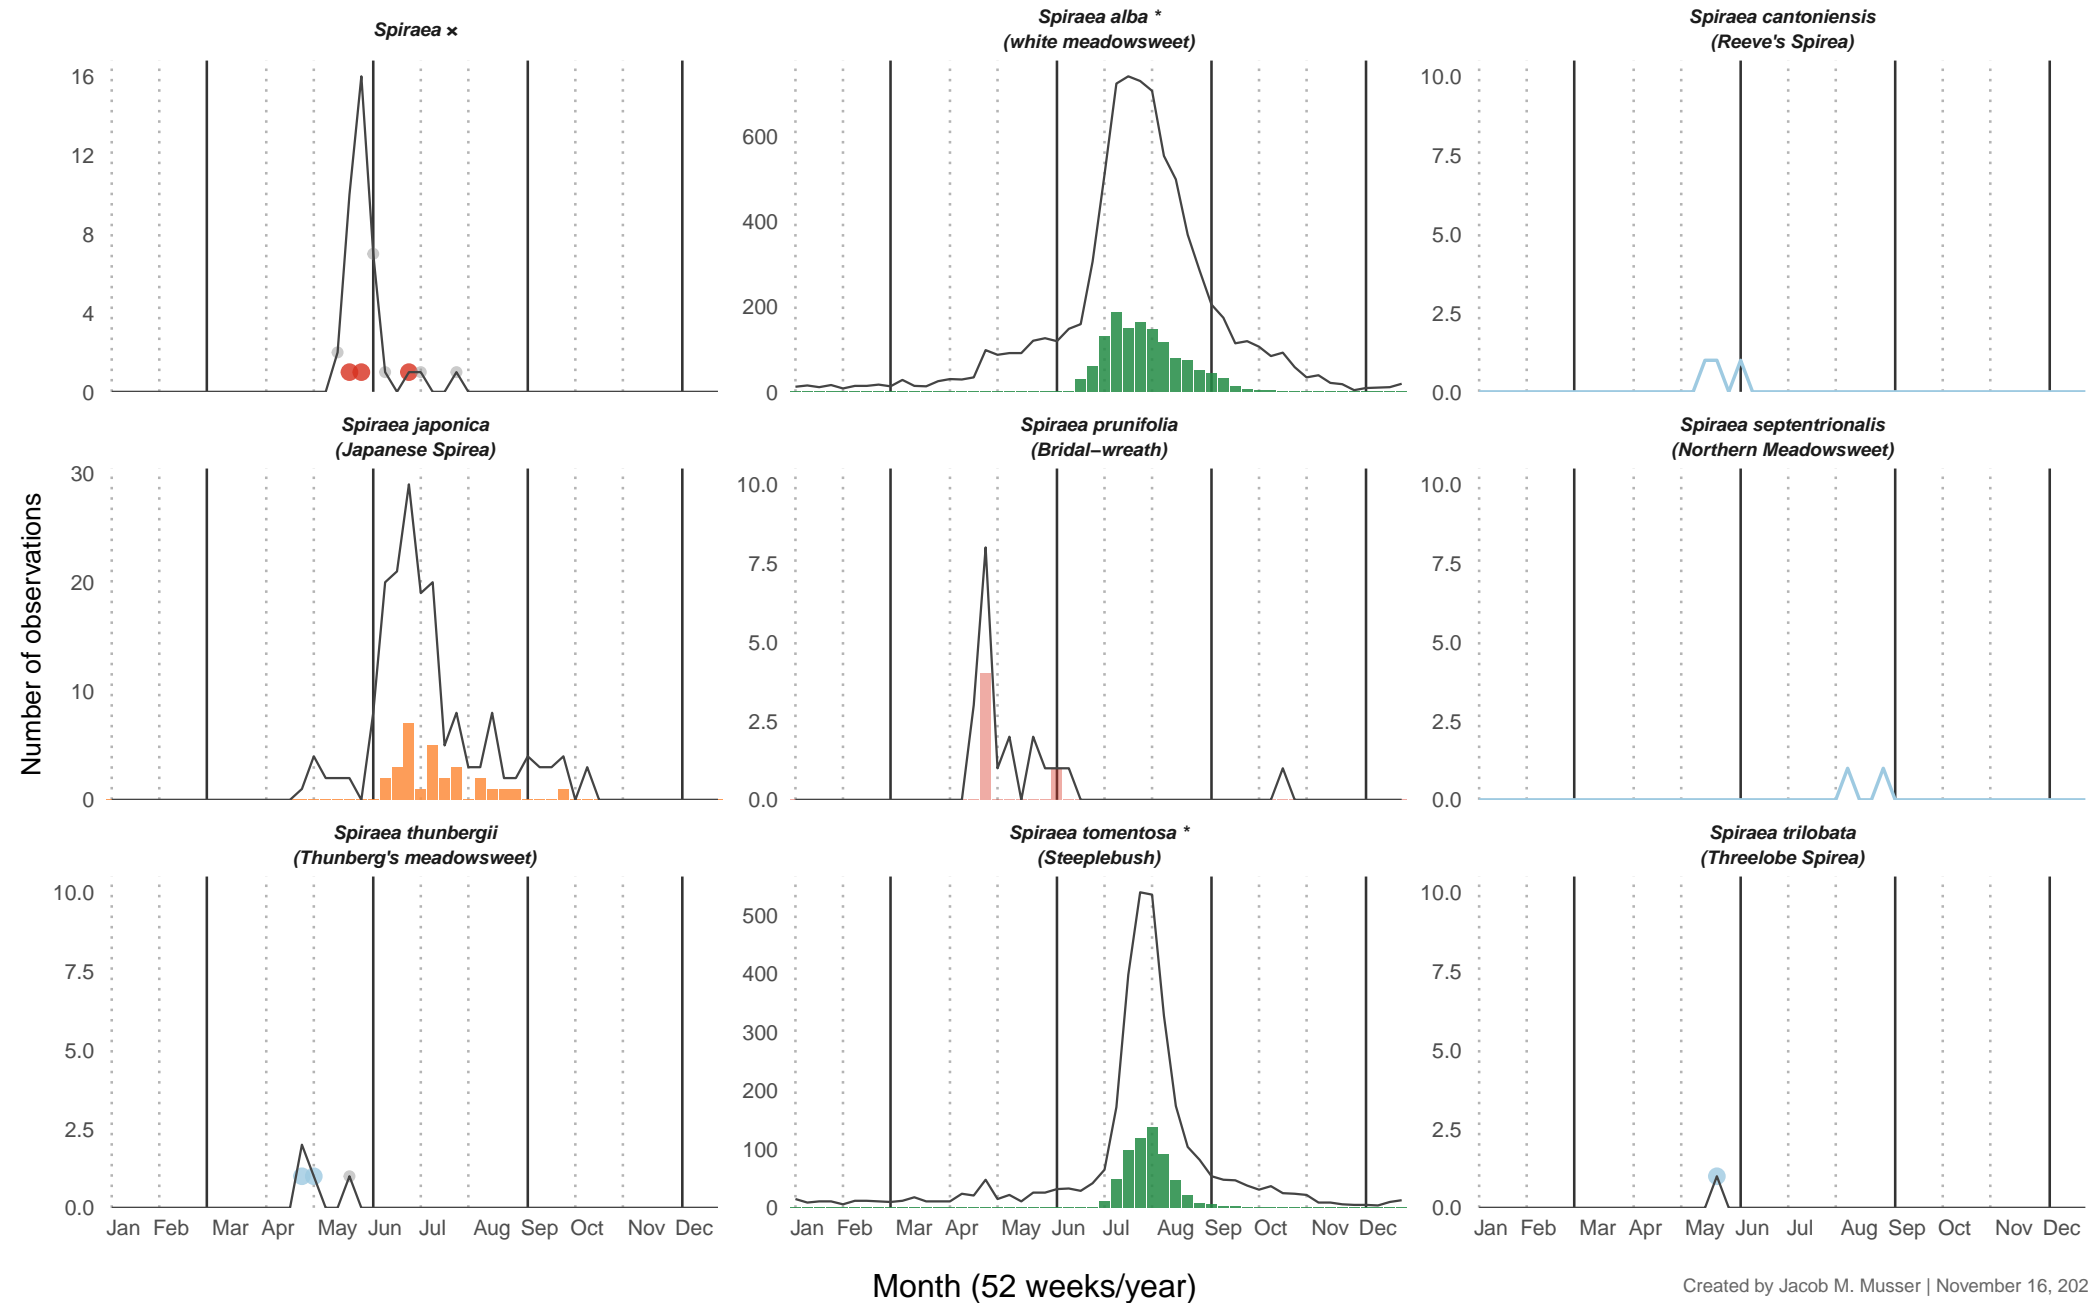 Spiraea ×
Spiraea alba *
(white meadowsweet)
Spiraea cantoniensis
(Reeve's Spirea)
16
12
8
4
0
600
400
200
0
10.0
7.5
5.0
2.5
0.0
Spiraea japonica
(Japanese Spirea)
Spiraea prunifolia
(Bridal−wreath)
Spiraea septentrionalis
(Northern Meadowsweet)
30
20
10
0
10.0
7.5
5.0
2.5
0.0
10.0
7.5
5.0
2.5
0.0
Number of observations
Spiraea thunbergii
(Thunberg's meadowsweet)
Spiraea tomentosa *
(Steeplebush)
Spiraea trilobata
(Threelobe Spirea)
10.0
7.5
5.0
2.5
0.0
500
400
300
200
100
0
10.0
7.5
5.0
2.5
0.0
Jan Feb Mar Apr May Jun Jul Aug Sep Oct Nov Dec
Jan Feb Mar Apr May Jun Jul Aug Sep Oct Nov Dec
Jan Feb Mar Apr May Jun Jul Aug Sep Oct Nov Dec
Month (52 weeks/year)
Created by Jacob M. Musser | November 16, 202